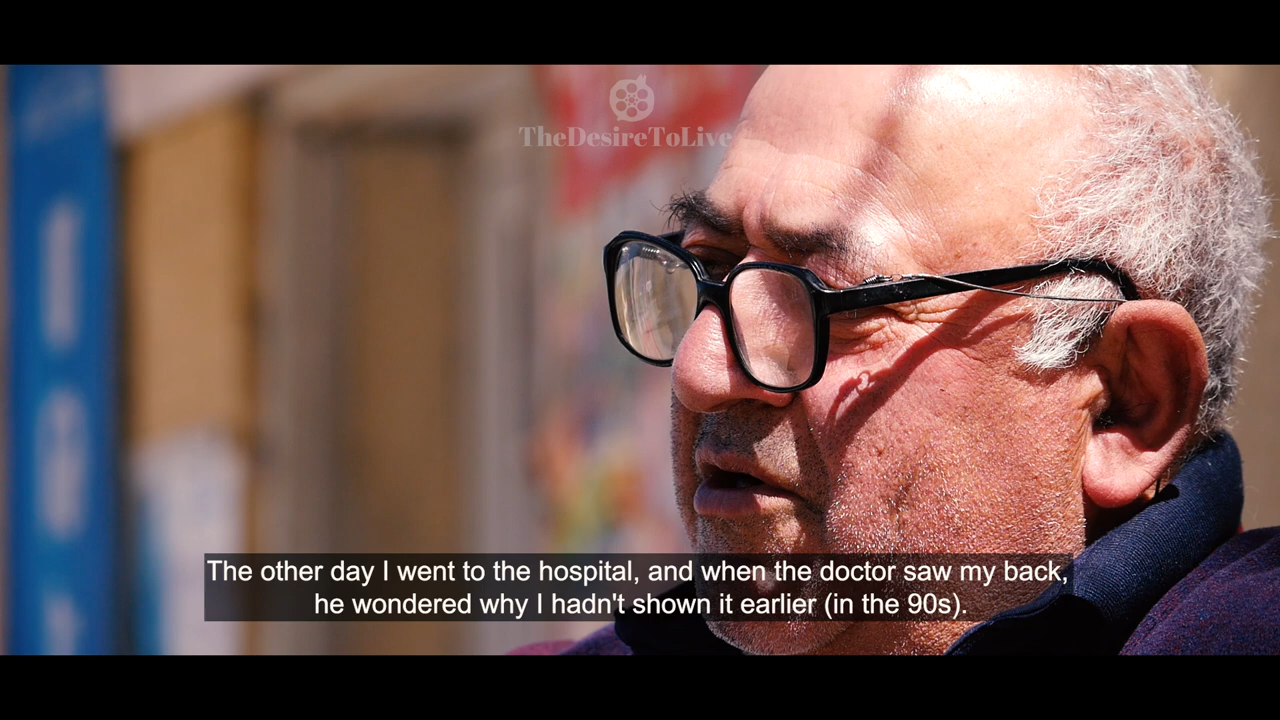 TheDesireToLive
The other day I went to the hospital, and when the doctor saw my back,
he wondered why I hadn't shown it earlier (in the 90s).